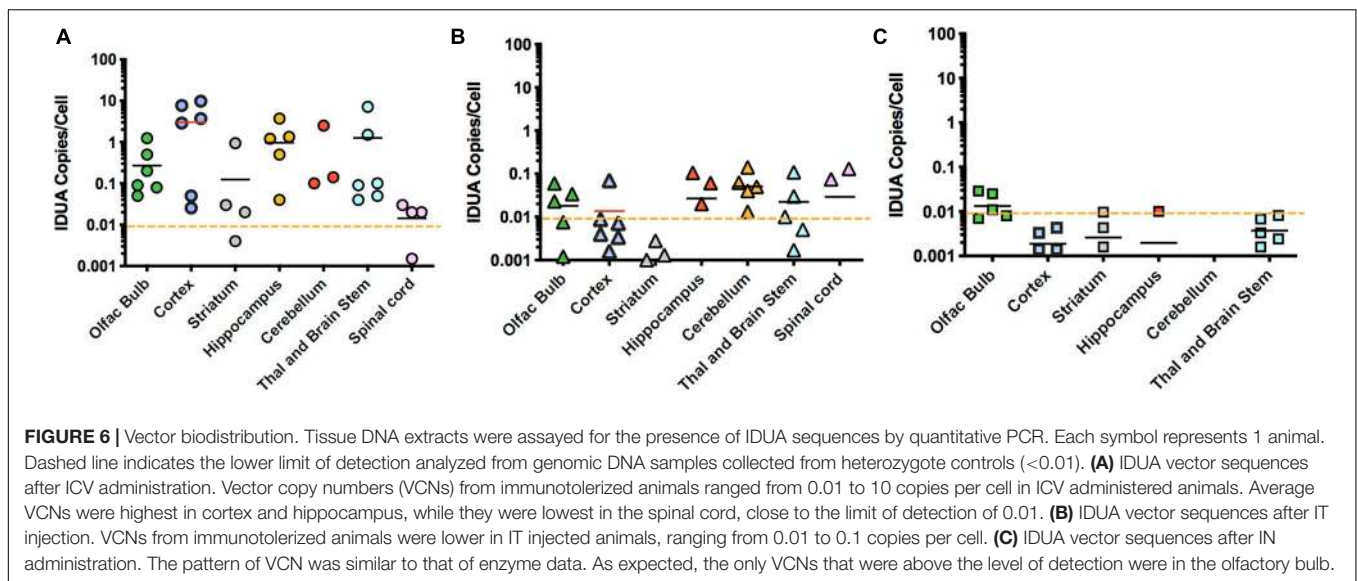 A
IDUA Copies/Cell
100
10
1
0.1
0.01
0.001
Olfac Bulb
Cortex
Striatum
Hippocampus
Cerebellum
Thal and Brain Stem
Spinal cord
B
IDUA Copies/Cell
100
10
1
0.1
0.01
0.001
Olfac Bulb
Cortex
Striatum
Hippocampus
Cerebellum
Thal and Brain Stem
Spinal cord
C
IDUA Copies/Cell
100
10
1
0.1
0.01
0.001
Olfac Bulb
Cortex
Striatum
Hippocampus
Cerebellum
Thal and Brain Stem
FIGURE 6 | Vector biodistribution. Tissue DNA extracts were assayed for the presence of IDUA sequences by quantitative PCR. Each symbol represents 1 animal.
Dashed line indicates the lower limit of detection analyzed from genomic DNA samples collected from heterozygote controls (<0.01). (A) IDUA vector sequences
after ICV administration. Vector copy numbers (VCNs) from immunotolerized animals ranged from 0.01 to 10 copies per cell in ICV administered animals. Average
VCNs were highest in cortex and hippocampus, while they were lowest in the spinal cord, close to the limit of detection of 0.01. (B) IDUA vector sequences after IT
injection. VCNs from immunotolerized animals were lower in IT injected animals, ranging from 0.01 to 0.1 copies per cell. (C) IDUA vector sequences after IN
administration. The pattern of VCN was similar to that of enzyme data. As expected, the only VCNs that were above the level of detection were in the olfactory bulb.